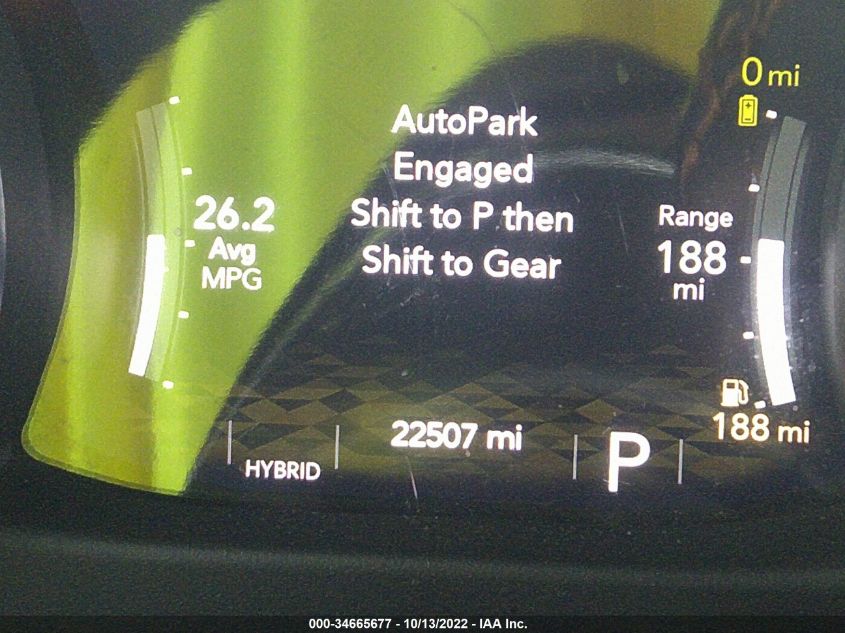 0 mi
AutoPark
Engaged
Shift to P then
Shift to Gear
26.2
Avg
MPG
Range
188
mi
188 mi
22507 mi
HYBRID
P
000-34665677 - 10/13/2022 - IAA Inc.